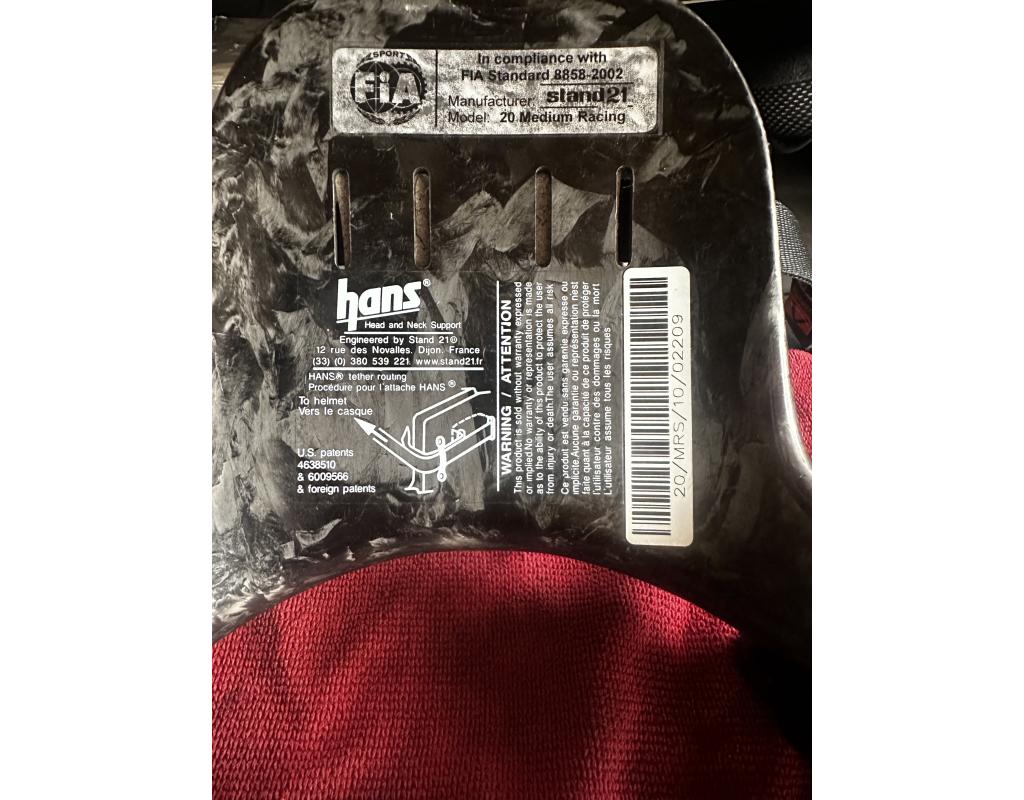 SPORT
FIA
In compliance with
FIA Standard 8858-2002
Manufacturer: stand21
Model: 20 Medium Racing
hans®
Head and Neck Support
Engineered by Stand 21©
12 rue des Novalles. Dijon. France
(33) (0) 380 539 221 www.stand21.fr
HANS® tether routing
Procédure pour l'attache HANS®
To helmet
Vers le casque
U.S. patents
4638510
& 6009566
& foreign patents
WARNING / ATTENTION
This product is sold without warranty expressed
or implied.No warranty or representation is made
as to the ability of this product to protect the user
from injury or death.The user assumes all risk
Ce produit est vendu sans garantie expresse ou
implicite.Aucune garantie ou représentation n'est
faite quant à la capacité de ce produit de protéger
l'utilisateur contre des dommages ou la mort
L'utilisateur assume tous les risques
20/MRS/10/02209